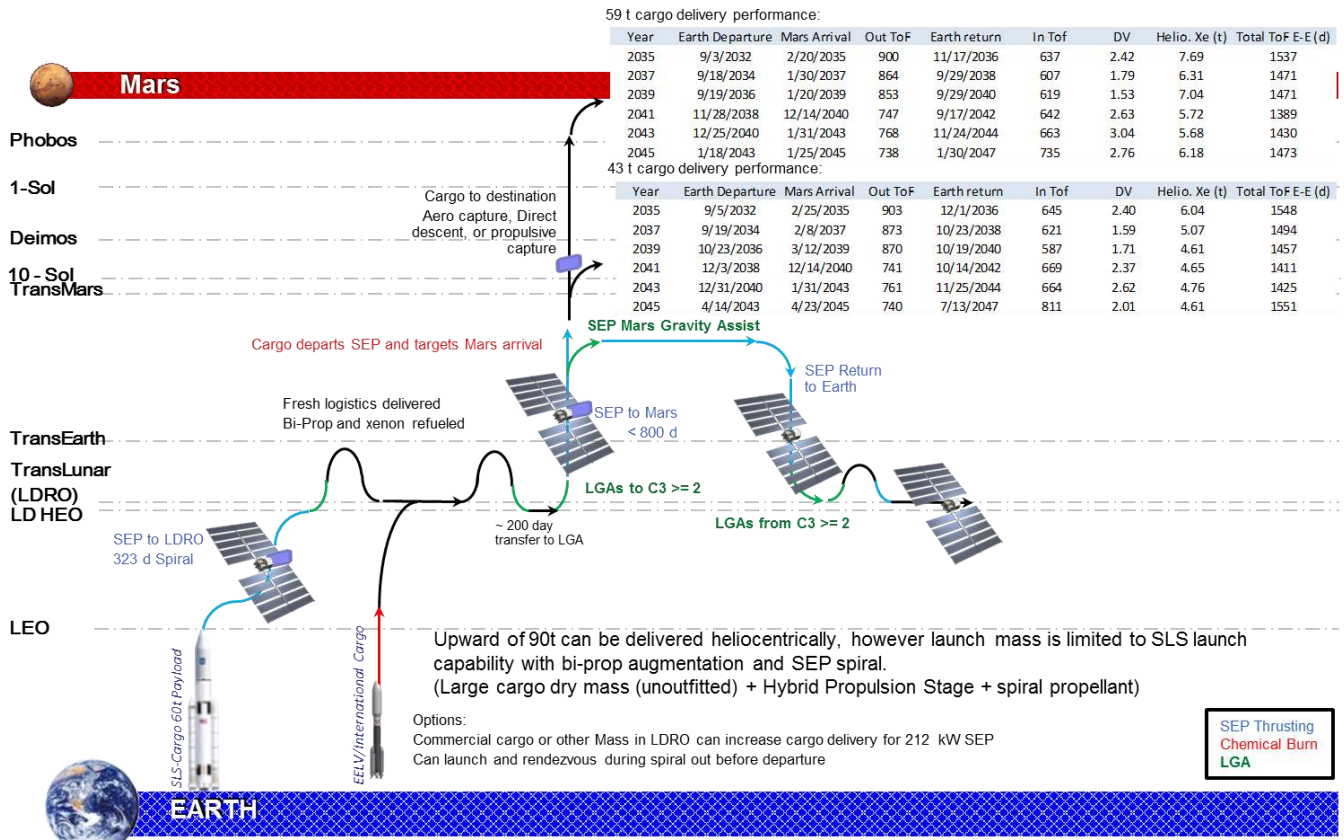 59 t cargo delivery performance:
Year Earth Departure Mars Arrival Out ToF Earth return In Tof DV Helio. Xe (t) Total ToF E-E (d)
2035 9/3/2032 2/20/2035 900 11/17/2036 637 2.42 7.69 1537
2037 9/18/2034 1/30/2037 864 9/29/2038 607 1.79 6.31 1471
2039 9/19/2036 1/20/2039 853 9/29/2040 619 1.53 7.04 1471
2041 11/28/2038 12/14/2040 747 9/17/2042 642 2.63 5.72 1389
2043 12/25/2040 1/31/2043 768 11/24/2044 663 3.04 5.68 1430
2045 1/18/2043 1/25/2045 738 1/30/2047 735 2.76 6.18 1473
43 t cargo delivery performance:
Year Earth Departure Mars Arrival Out ToF Earth return In Tof DV Helio. Xe (t) Total ToF E-E (d)
2035 9/5/2032 2/25/2035 903 12/1/2036 645 2.40 6.04 1548
2037 9/19/2034 2/8/2037 873 10/23/2038 621 1.59 5.07 1494
2039 10/23/2036 3/12/2039 870 10/19/2040 587 1.71 4.61 1457
2041 12/3/2038 12/14/2040 741 10/14/2042 669 2.37 4.65 1411
2043 12/31/2040 1/31/2043 761 11/25/2044 664 2.62 4.76 1425
2045 4/14/2043 4/23/2045 740 7/13/2047 811 2.01 4.61 1551
Mars
Phobos
1-Sol
Deimos
10 - Sol
TransMars
TransEarth
TransLunar
(LDRO)
LD HEO
LEO
Cargo to destination
Aero capture, Direct
descent, or propulsive
capture
SEP Mars Gravity Assist
Cargo departs SEP and targets Mars arrival
SEP Return
to Earth
Fresh logistics delivered
Bi-Prop and xenon refueled
SEP to Mars
< 800 d
LGAs to C3 >= 2
LGAs from C3 >= 2
~ 200 day
transfer to LGA
SEP to LDRO
323 d Spiral
SLS-Cargo 60t Payload
EELV/International Cargo
Upward of 90t can be delivered heliocentrically, however launch mass is limited to SLS launch
capability with bi-prop augmentation and SEP spiral.
(Large cargo dry mass (unoutfitted) + Hybrid Propulsion Stage + spiral propellant)
Options:
Commercial cargo or other Mass in LDRO can increase cargo delivery for 212 kW SEP
Can launch and rendezvous during spiral out before departure
SEP Thrusting
Chemical Burn
LGA
EARTH